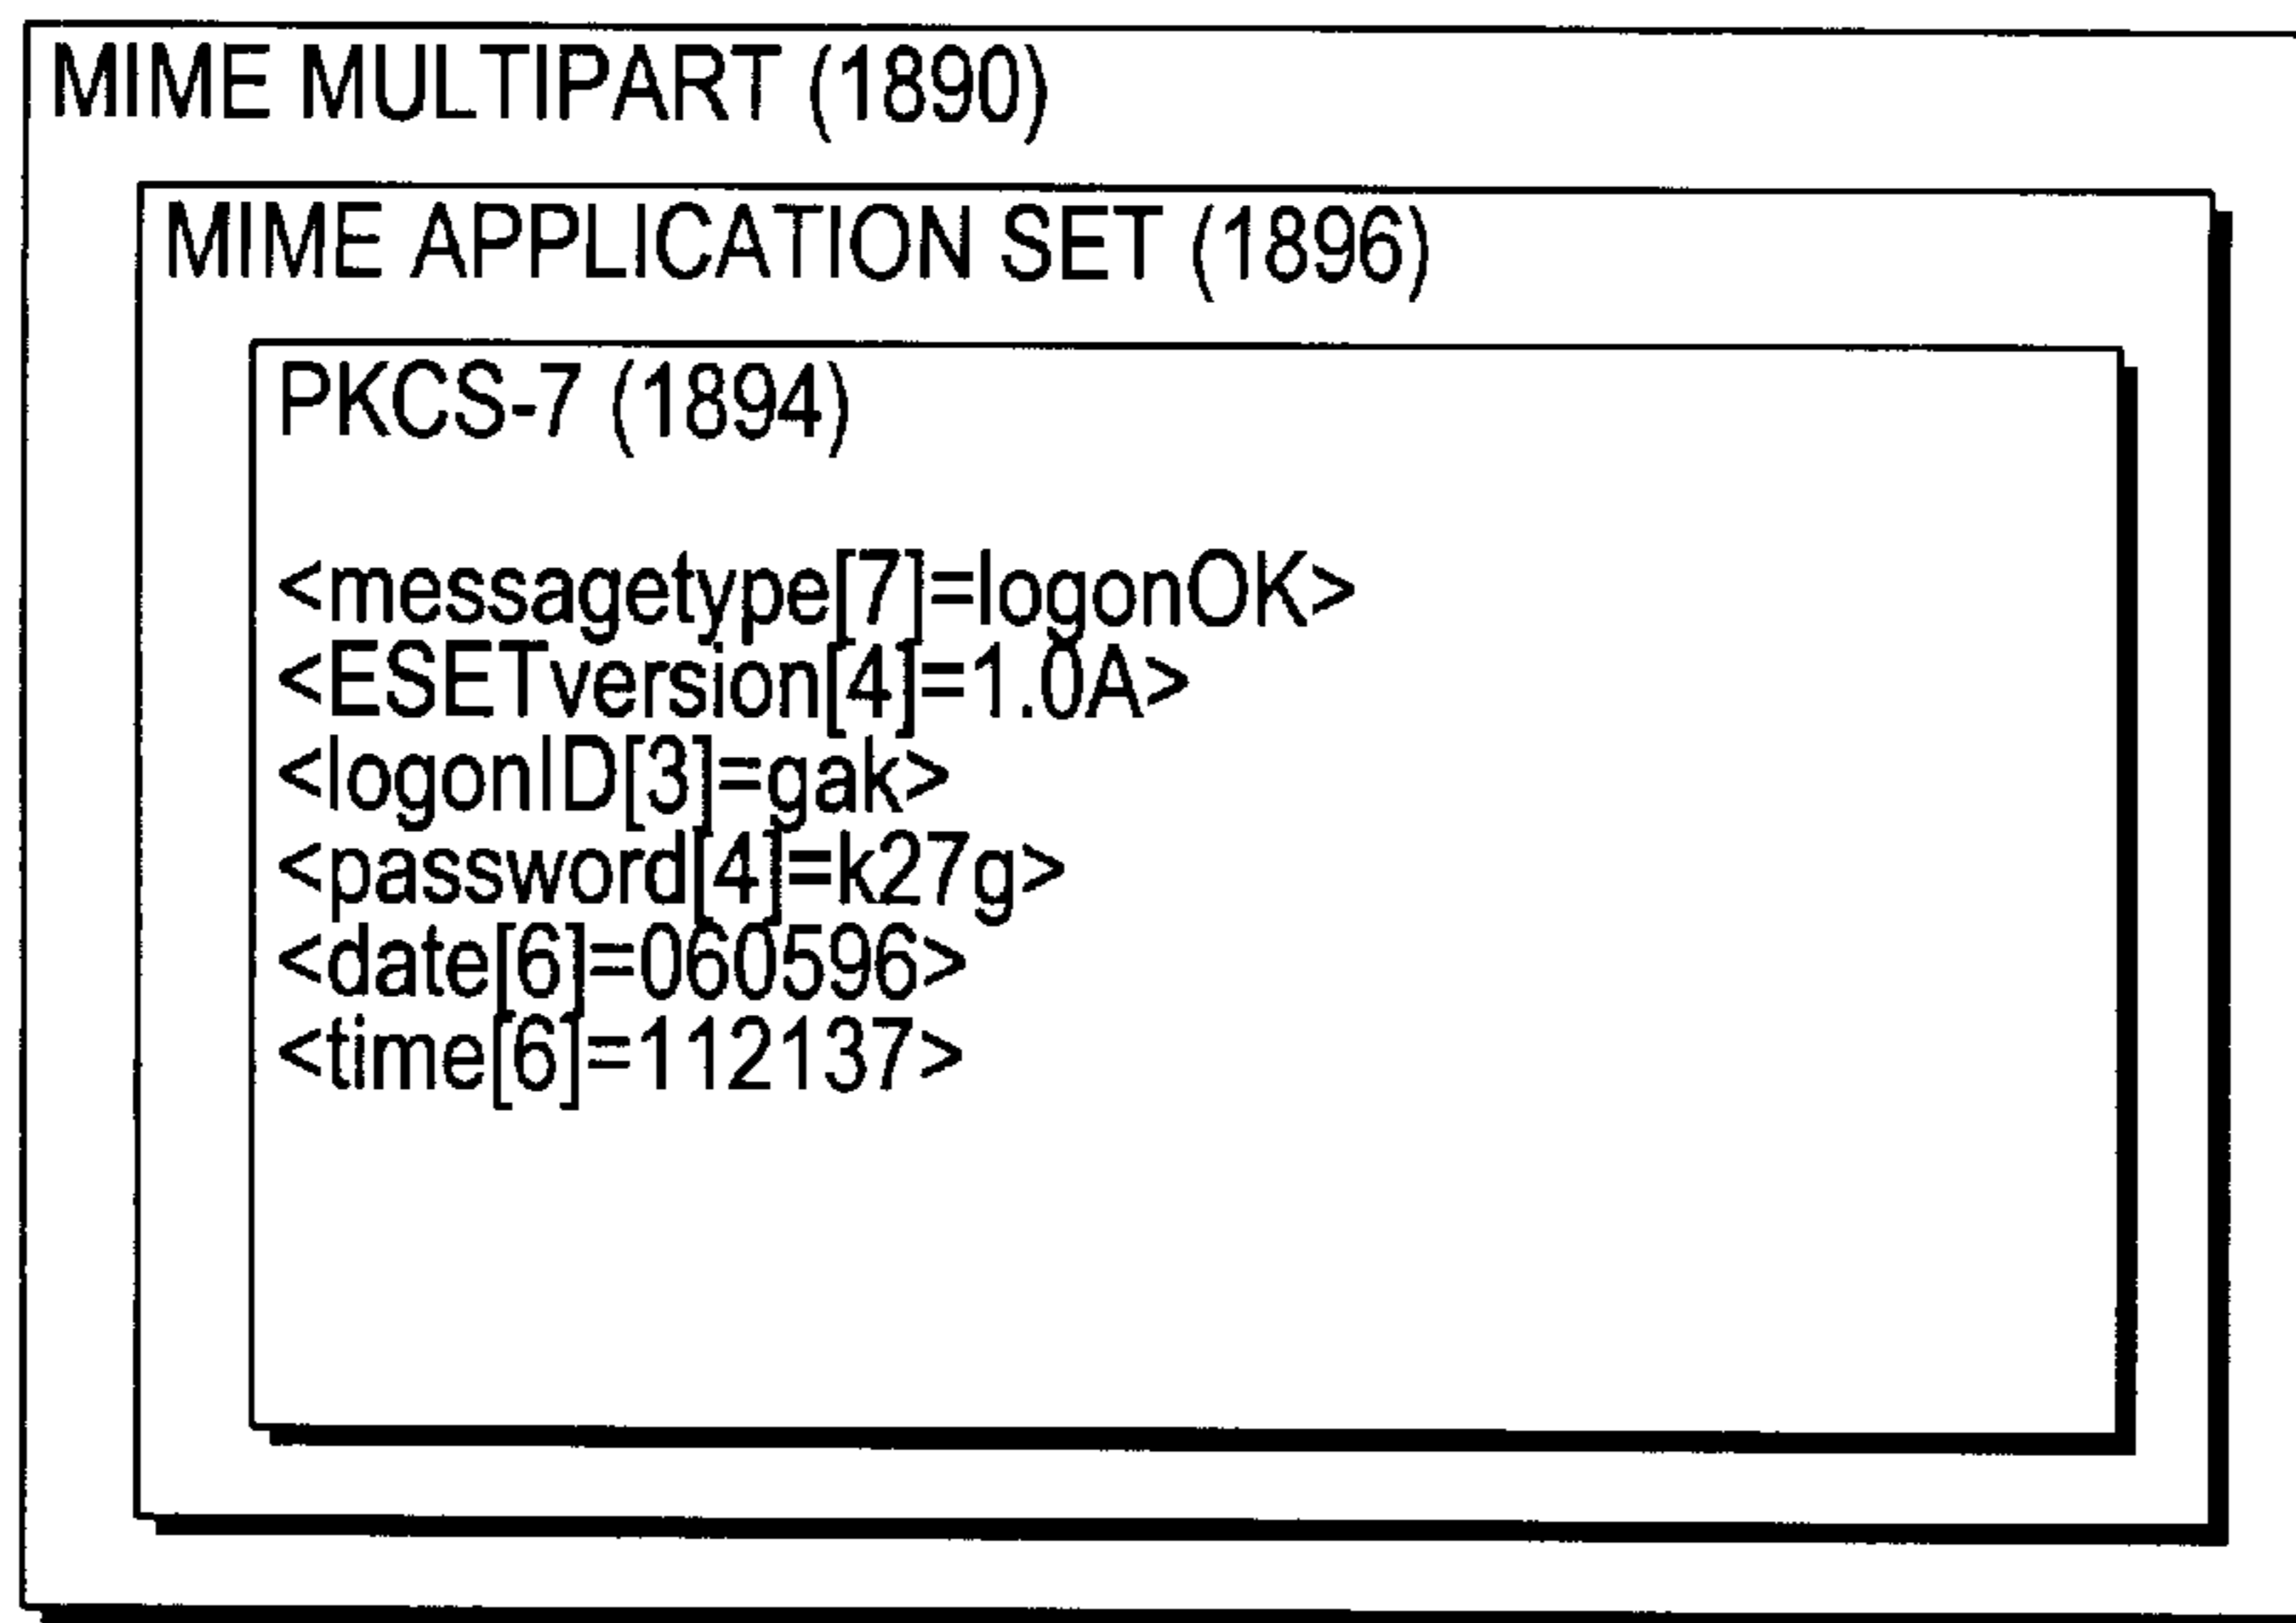 MIME MULTIPART (1890)
MIME APPLICATION SET (1896)
PKCS-7 (1894)
<messagetype[7]=logonOK>
<ESETversion[4]=1.0A>
<logonID[3]=gak>
<password[4]=k27g>
<date[6]=060596>
<time[6]=112137>